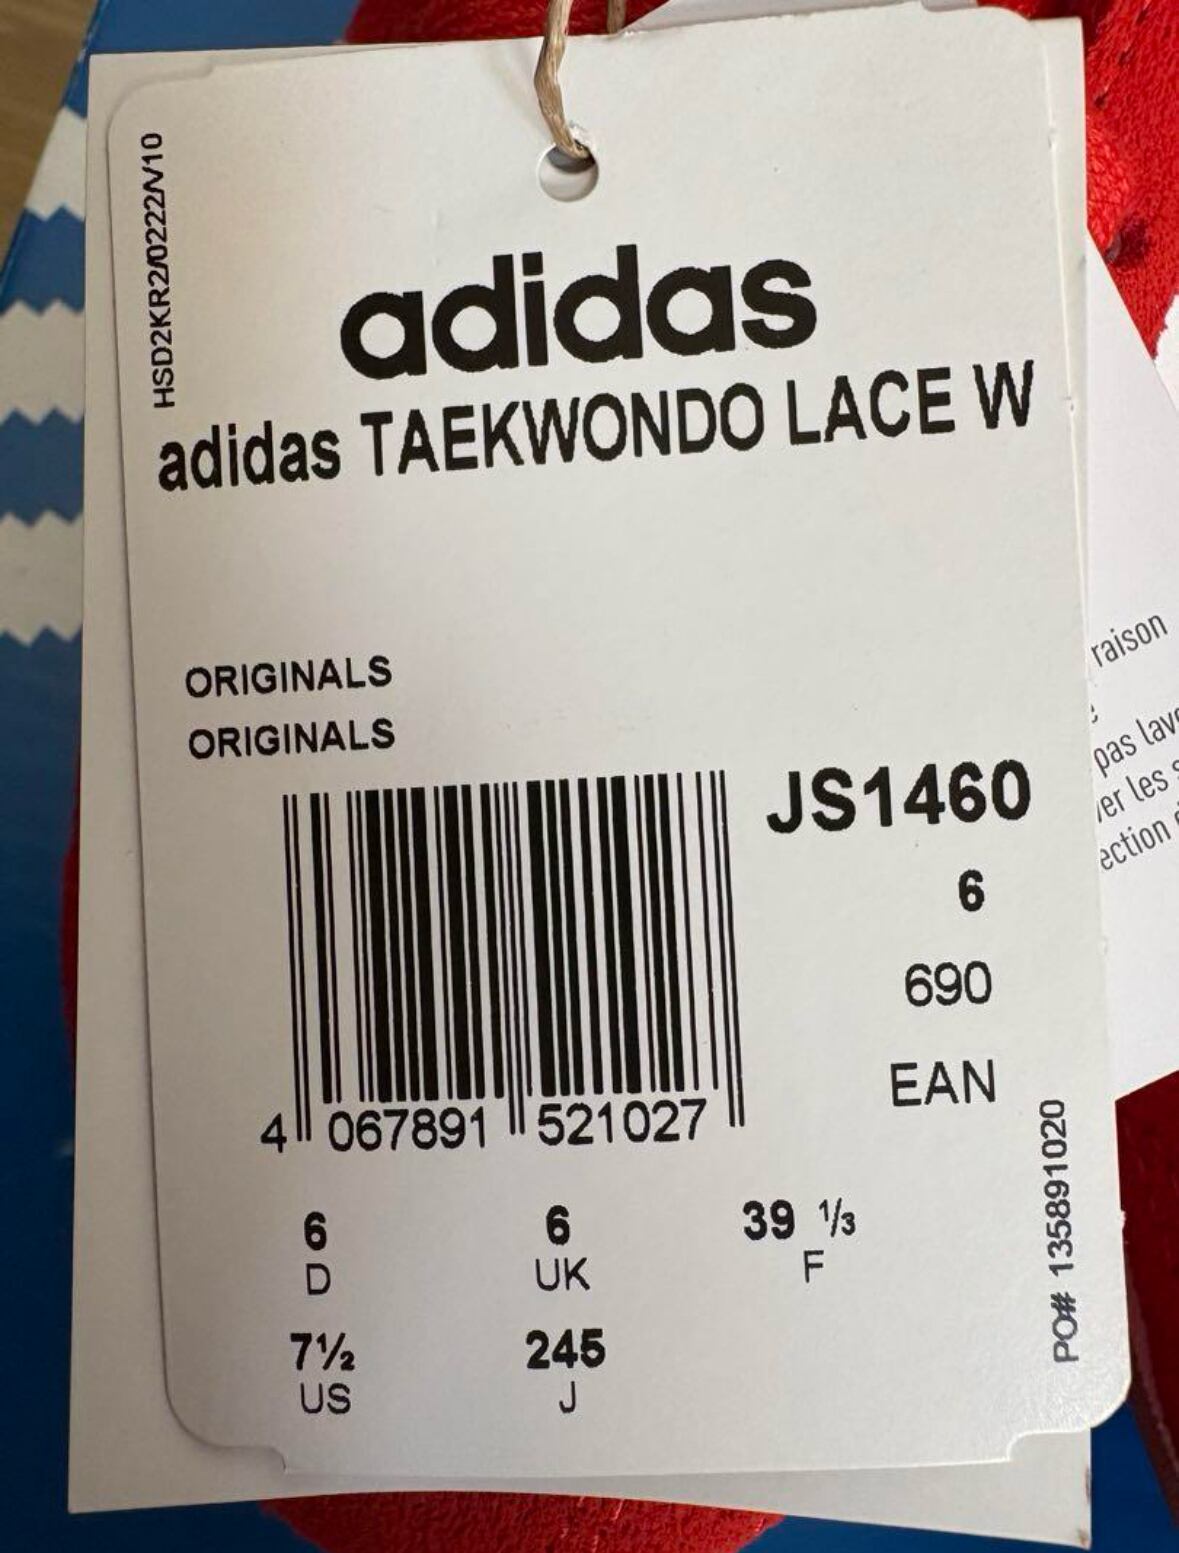 HSD2KR2/0222/V10
adidas
adidas TAEKWONDO LACE W
ORIGINALS
ORIGINALS
JS1460
6
690
EAN
4 067891 521027
6 6 39 ⅓
D UK F
7½ 245
US J
PO# 135891020
raison
pas lav
les
ection